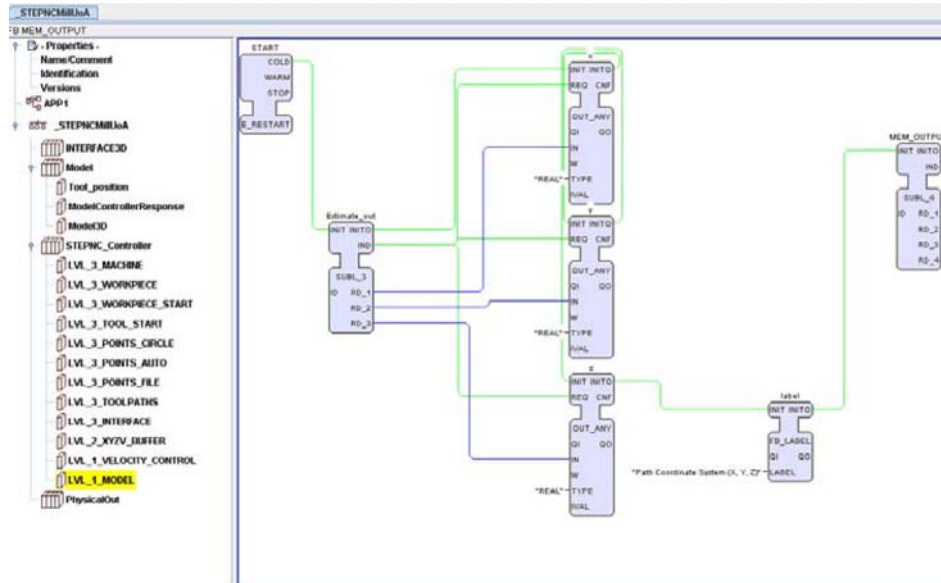 _STEPNCMillUoA
FB MEM_OUTPUT
- Properties -
Name/Comment
Identification
Versions
APP1
_STEPNCMillUoA
INTERFACE3D
Model
Tool_position
ModelControllerResponse
Model3D
STEPNC_Controller
LVL_3_MACHINE
LVL_3_WORKPIECE
LVL_3_WORKPIECE_START
LVL_3_TOOL_START
LVL_3_POINTS_CIRCLE
LVL_3_POINTS_AUTO
LVL_3_POINTS_FILE
LVL_3_TOOLPATHS
LVL_3_INTERFACE
LVL_2_XYZV_BUFFER
LVL_1_VELOCITY_CONTROL
LVL_1_MODEL
PhysicalOut
START
COLD
WARM
STOP
E_RESTART
Estimate_out
INIT INITO
IND
SUBL_3
ID RD_1
RD_2
RD_3
INIT INITO
REQ CNF
OUT_ANY
QI QO
IN
W
"REAL" TYPE
IVAL
Y
INIT INITO
REQ CNF
OUT_ANY
QI QO
IN
W
"REAL" TYPE
IVAL
INIT INITO
REQ CNF
OUT_ANY
QI QO
IN
W
"REAL" TYPE
IVAL
label
INIT INITO
FB_LABEL
QI QO
"Path Coordinate System:(X, Y, Z)" LABEL
MEM_OUTPU
INIT INITO
IND
SUBL_4
ID RD_1
RD_2
RD_3
RD_4